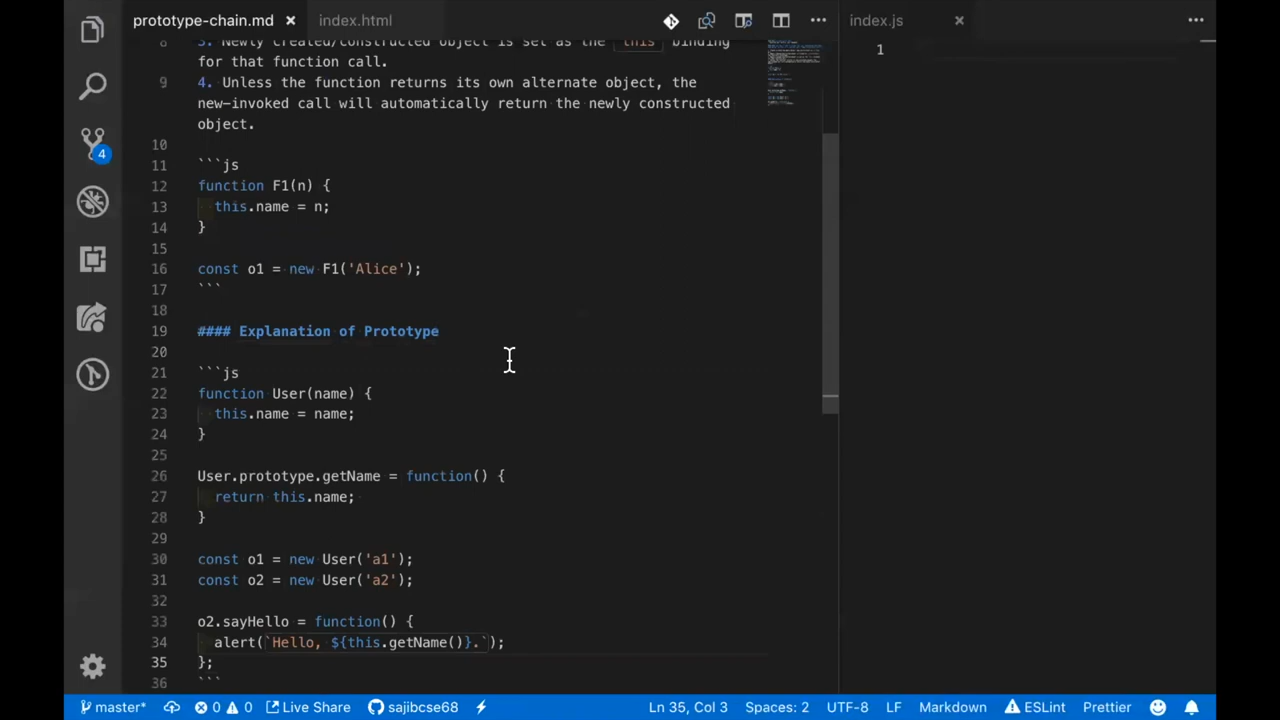 prototype-chain.md
index.html
index.js
8 3. Newly created/constructed object is set as the `this` binding
for that function call.
9 4. Unless the function returns its own alternate object, the
new-invoked call will automatically return the newly constructed
object.
10
11 ```js
12 function F1(n) {
13 this.name = n;
14 }
15
16 const o1 = new F1('Alice');
17 ```
18
19 #### Explanation of Prototype
20
21 ```js
22 function User(name) {
23 this.name = name;
24 }
25
26 User.prototype.getName = function() {
27 return this.name;
28 }
29
30 const o1 = new User('a1');
31 const o2 = new User('a2');
32
33 o2.sayHello = function() {
34 alert(`Hello, ${this.getName()}.`);
35 };
36 ```
1
4
master* 0 0 Live Share sajibcse68 Ln 35, Col 3 Spaces: 2 UTF-8 LF Markdown ESLint Prettier